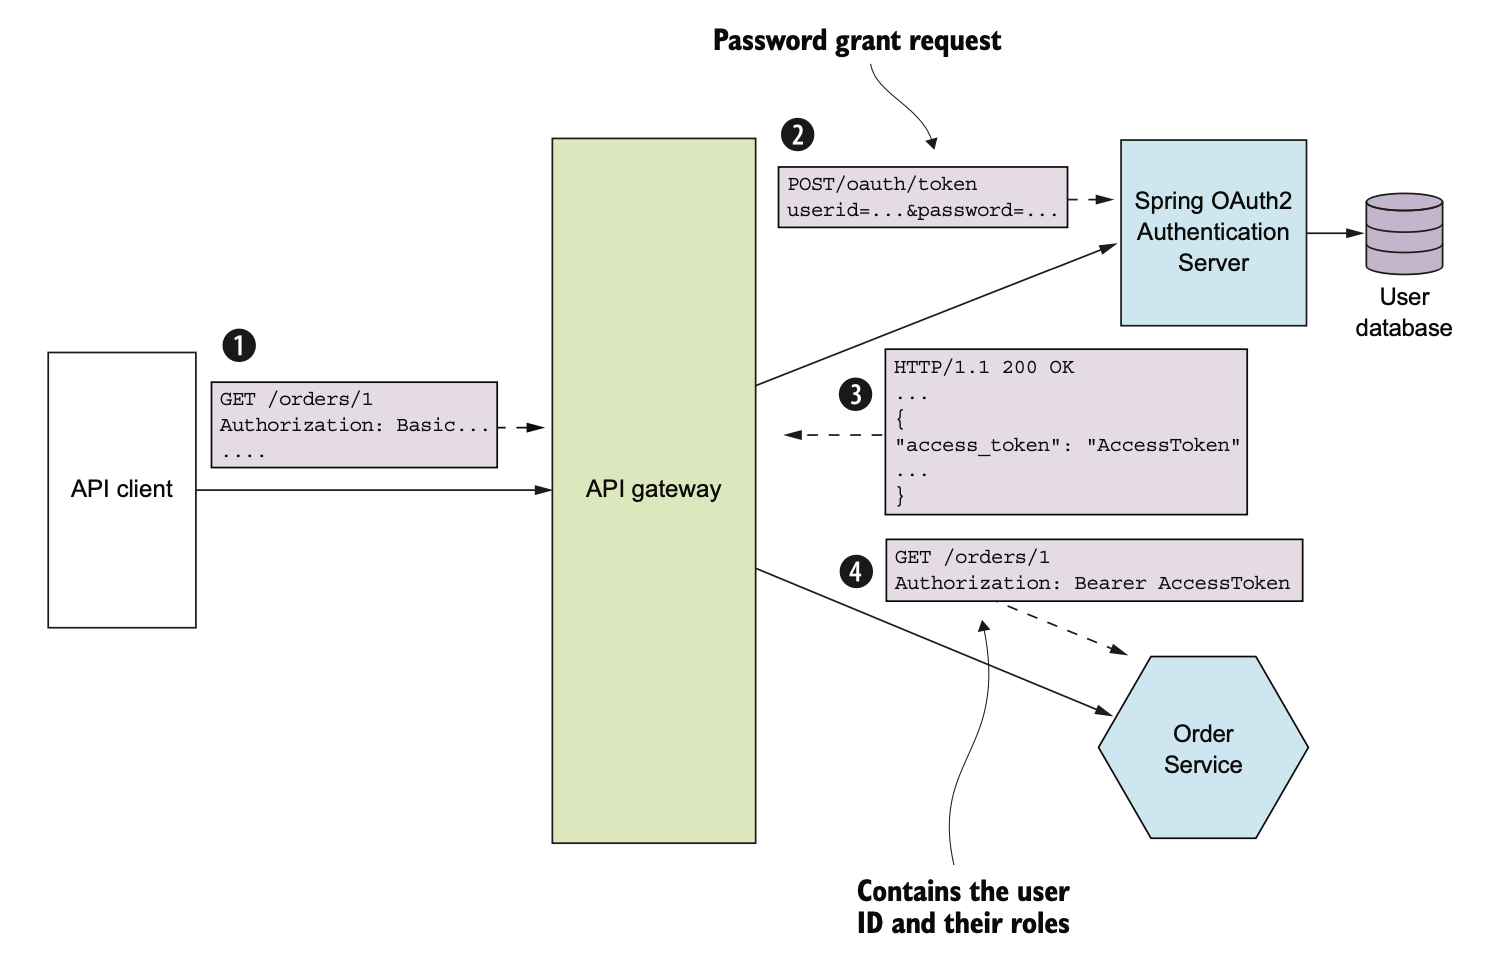 Password grant request
2
POST/oauth/token
userid=...&password=...
Spring OAuth2
Authentication
Server
User
database
1
GET /orders/1
Authorization: Basic...
....
API client
API gateway
3
HTTP/1.1 200 OK
...
{
"access_token": "AccessToken"
...
}
4
GET /orders/1
Authorization: Bearer AccessToken
Order
Service
Contains the user
ID and their roles